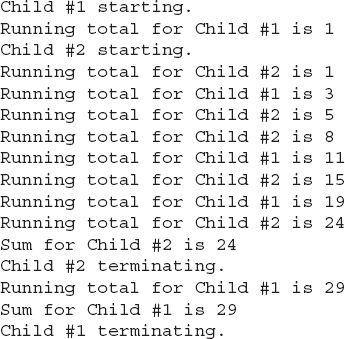 Child #1 starting.
Running total for Child #1 is 1
Child #2 starting.
Running total for Child #2 is 1
Running total for Child #1 is 3
Running total for Child #2 is 5
Running total for Child #2 is 8
Running total for Child #1 is 11
Running total for Child #2 is 15
Running total for Child #1 is 19
Running total for Child #2 is 24
Sum for Child #2 is 24
Child #2 terminating.
Running total for Child #1 is 29
Sum for Child #1 is 29
Child #1 terminating.